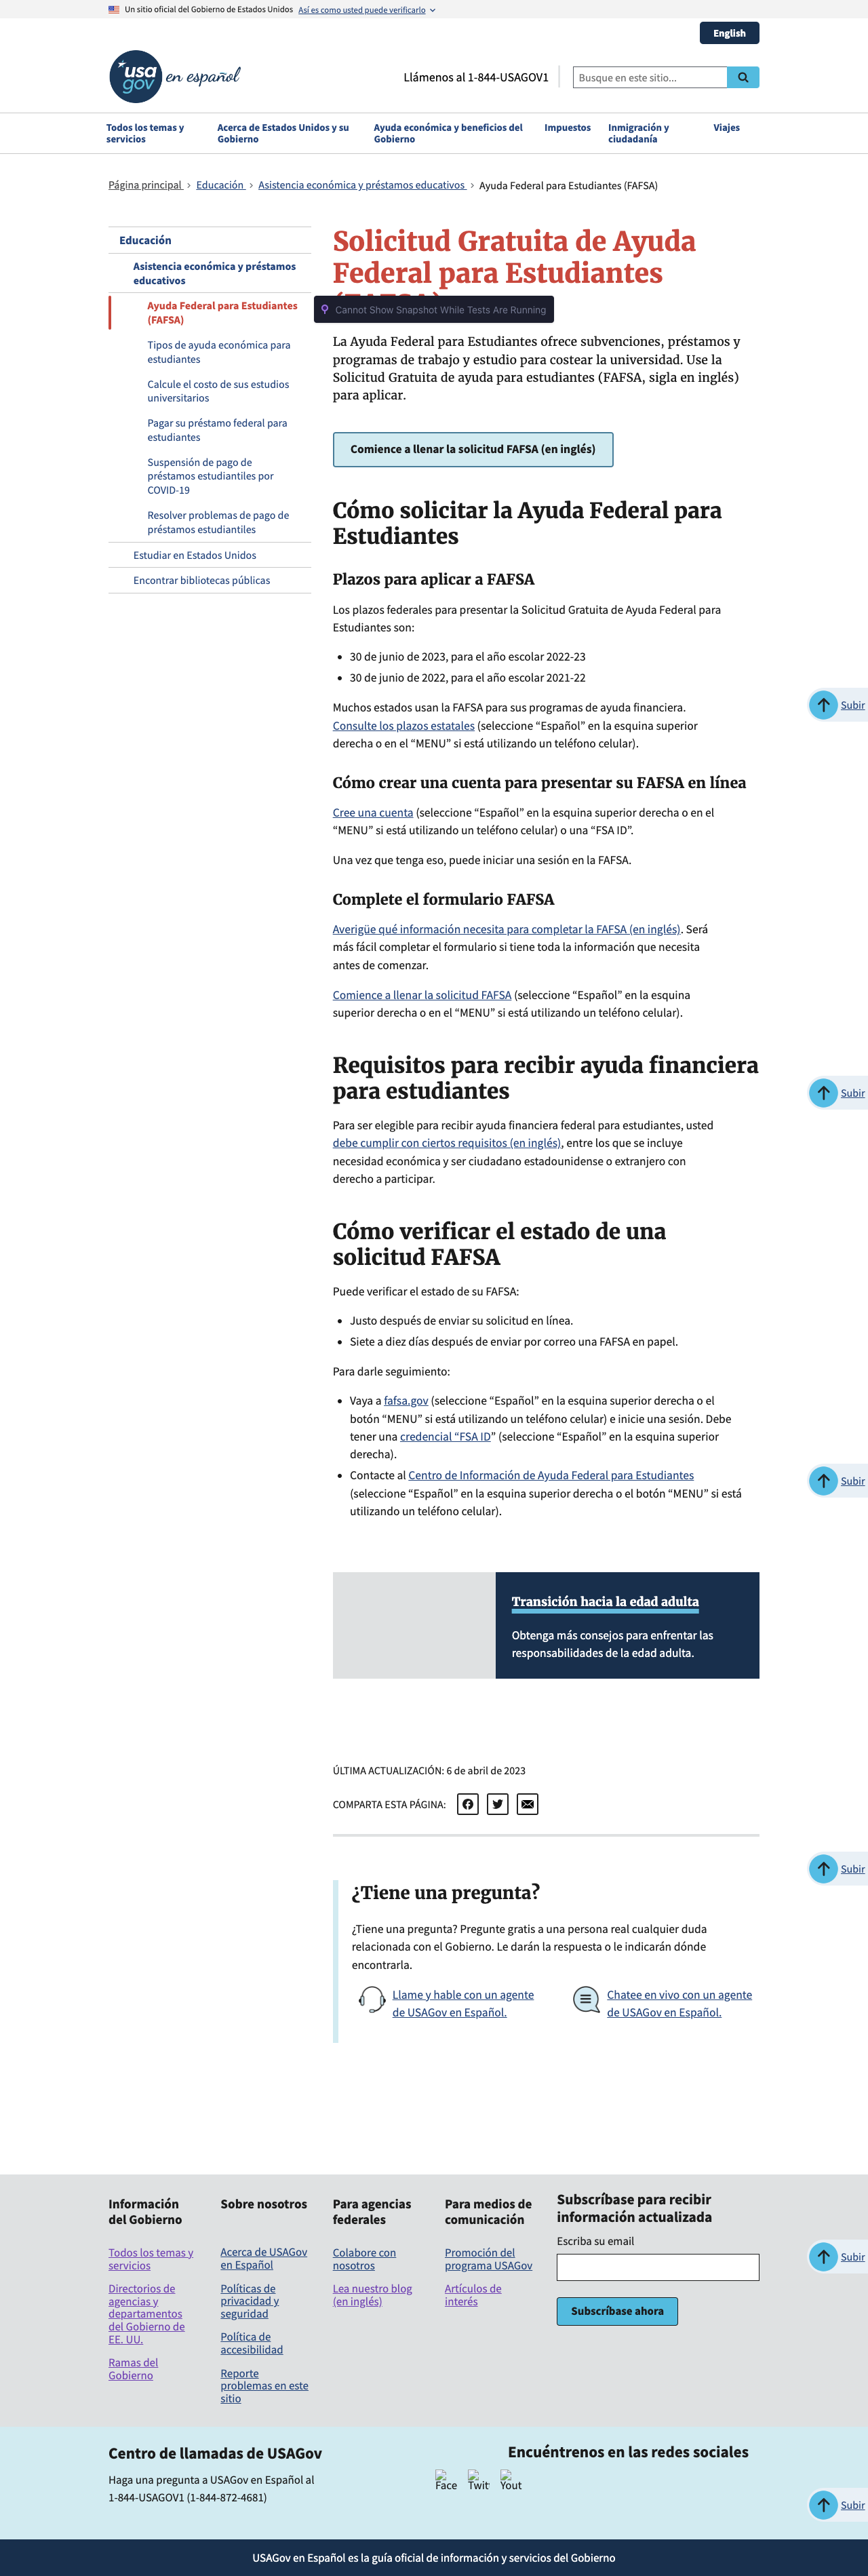 Un sitio oficial del Gobierno de Estados Unidos Así es como usted puede verificarlo
English
usagov en español
Llámenos al 1-844-USAGOV1
Busque en este sitio...
Todos los temas y servicios
Acerca de Estados Unidos y su Gobierno
Ayuda económica y beneficios del Gobierno
Impuestos
Inmigración y ciudadanía
Viajes
Página principal > Educación > Asistencia económica y préstamos educativos > Ayuda Federal para Estudiantes (FAFSA)
Educación
Asistencia económica y préstamos
educativos
Ayuda Federal para Estudiantes
(FAFSA)
Tipos de ayuda económica para
estudiantes
Calcule el costo de sus estudios
universitarios
Pagar su préstamo federal para
estudiantes
Suspensión de pago de
préstamos estudiantiles por
COVID-19
Resolver problemas de pago de
préstamos estudiantiles
Estudiar en Estados Unidos
Encontrar bibliotecas públicas
Solicitud Gratuita de Ayuda
Federal para Estudiantes
Cannot Show Snapshot While Tests Are Running
La Ayuda Federal para Estudiantes ofrece subvenciones, préstamos y
programas de trabajo y estudio para costear la universidad. Use la
Solicitud Gratuita de ayuda para estudiantes (FAFSA, sigla en inglés)
para aplicar.
Comience a llenar la solicitud FAFSA (en inglés)
Cómo solicitar la Ayuda Federal para
Estudiantes
Plazos para aplicar a FAFSA
Los plazos federales para presentar la Solicitud Gratuita de Ayuda Federal para
Estudiantes son:
• 30 de junio de 2023, para el año escolar 2022-23
• 30 de junio de 2022, para el año escolar 2021-22
Muchos estados usan la FAFSA para sus programas de ayuda financiera.
Consulte los plazos estatales (seleccione “Español” en la esquina superior
derecha o en el “MENU” si está utilizando un teléfono celular).
Subir
Cómo crear una cuenta para presentar su FAFSA en línea
Cree una cuenta (seleccione “Español” en la esquina superior derecha o en el
“MENU” si está utilizando un teléfono celular) o una “FSA ID”.
Una vez que tenga eso, puede iniciar una sesión en la FAFSA.
Complete el formulario FAFSA
Averigüe qué información necesita para completar la FAFSA (en inglés). Será
más fácil completar el formulario si tiene toda la información que necesita
antes de comenzar.
Comience a llenar la solicitud FAFSA (seleccione “Español” en la esquina
superior derecha o en el “MENU” si está utilizando un teléfono celular).
Requisitos para recibir ayuda financiera
para estudiantes
Subir
Para ser elegible para recibir ayuda financiera federal para estudiantes, usted
debe cumplir con ciertos requisitos (en inglés), entre los que se incluye
necesidad económica y ser ciudadano estadounidense o extranjero con
derecho a participar.
Cómo verificar el estado de una
solicitud FAFSA
Puede verificar el estado de su FAFSA:
• Justo después de enviar su solicitud en línea.
• Siete a diez días después de enviar por correo una FAFSA en papel.
Para darle seguimiento:
• Vaya a fafsa.gov (seleccione “Español” en la esquina superior derecha o el
botón “MENU” si está utilizando un teléfono celular) e inicie una sesión. Debe
tener una credencial “FSA ID” (seleccione “Español” en la esquina superior
derecha).
• Contacte al Centro de Información de Ayuda Federal para Estudiantes
(seleccione “Español” en la esquina superior derecha o el botón “MENU” si está
utilizando un teléfono celular).
Subir
Transición hacia la edad adulta
Obtenga más consejos para enfrentar las
responsabilidades de la edad adulta.
ÚLTIMA ACTUALIZACIÓN: 6 de abril de 2023
COMPARTA ESTA PÁGINA:
Subir
¿Tiene una pregunta?
¿Tiene una pregunta? Pregunte gratis a una persona real cualquier duda
relacionada con el Gobierno. Le darán la respuesta o le indicarán dónde
encontrarla.
Llame y hable con un agente
de USAGov en Español.
Chatee en vivo con un agente
de USAGov en Español.
Información
del Gobierno
Todos los temas y
servicios
Directorios de
agencias y
departamentos
del Gobierno de
EE. UU.
Ramas del
Gobierno
Sobre nosotros
Acerca de USAGov
en Español
Políticas de
privacidad y
seguridad
Política de
accesibilidad
Reporte
problemas en este
sitio
Para agencias
federales
Colabore con
nosotros
Lea nuestro blog
(en inglés)
Para medios de
comunicación
Promoción del
programa USAGov
Artículos de
interés
Subscríbase para recibir
información actualizada
Escriba su email
Subscríbase ahora
Subir
Centro de llamadas de USAGov
Haga una pregunta a USAGov en Español al
1-844-USAGOV1 (1-844-872-4681)
Encuéntrenos en las redes sociales
Face Twit Yout
Subir
USAGov en Español es la guía oficial de información y servicios del Gobierno